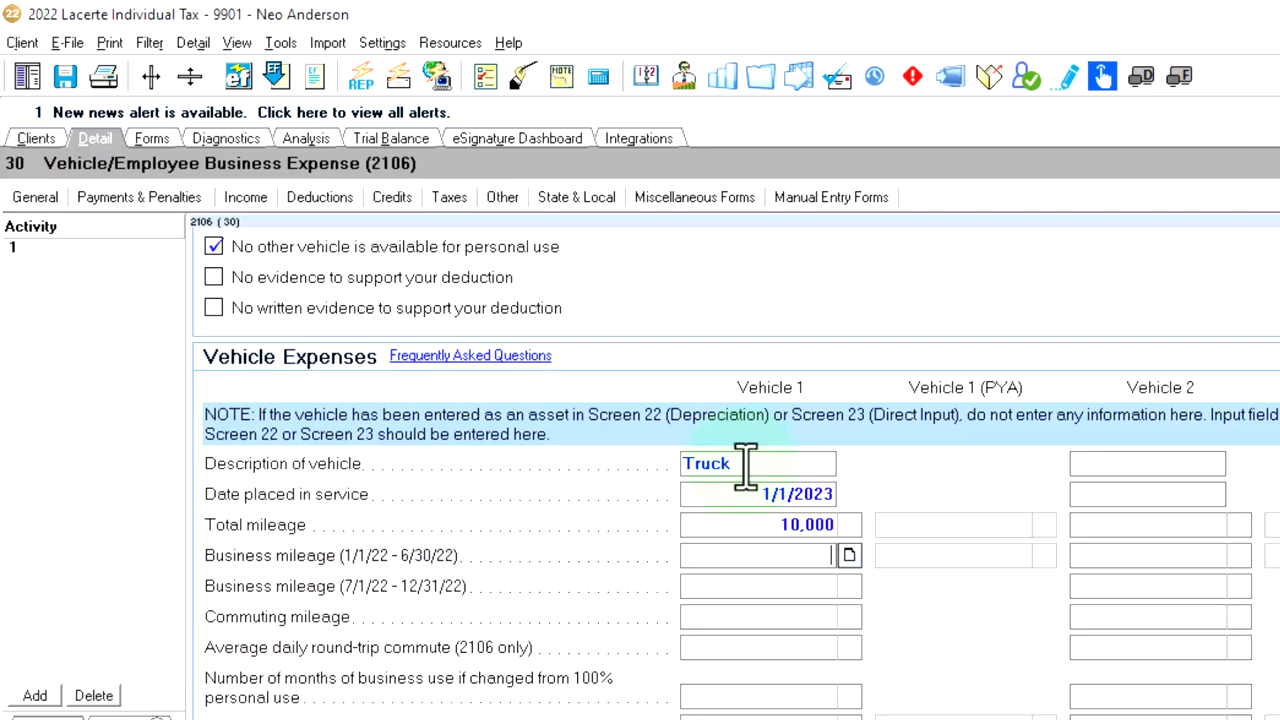 22 2022 Lacerte Individual Tax - 9901 - Neo Anderson
Client E-File Print Filter Detail View Tools Import Settings Resources Help
REP NOTE D F
1 New news alert is available. Click here to view all alerts.
Clients Detail Forms Diagnostics Analysis Trial Balance eSignature Dashboard Integrations
30 Vehicle/Employee Business Expense (2106)
General Payments & Penalties Income Deductions Credits Taxes Other State & Local Miscellaneous Forms Manual Entry Forms
Activity
1
2106 (30)
No other vehicle is available for personal use
No evidence to support your deduction
No written evidence to support your deduction
Vehicle Expenses Frequently Asked Questions
Vehicle 1 Vehicle 1 (PYA) Vehicle 2
NOTE: If the vehicle has been entered as an asset in Screen 22 (Depreciation) or Screen 23 (Direct Input), do not enter any information here. Input field
Screen 22 or Screen 23 should be entered here.
Description of vehicle Truck
Date placed in service 1/1/2023
Total mileage 10,000
Business mileage (1/1/22 - 6/30/22)
Business mileage (7/1/22 - 12/31/22)
Commuting mileage
Average daily round-trip commute (2106 only)
Number of months of business use if changed from 100%
personal use
Add Delete